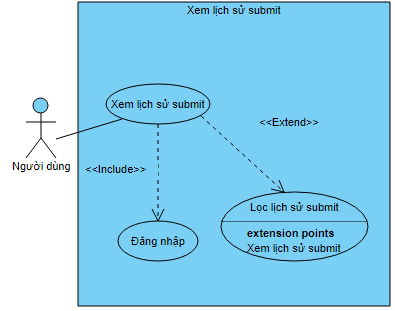 Xem lịch sử submit
Xem lịch sử submit
<<Extend>>
Người dùng
<<Include>>
Lọc lịch sử submit
extension points
Xem lịch sử submit
Đăng nhập